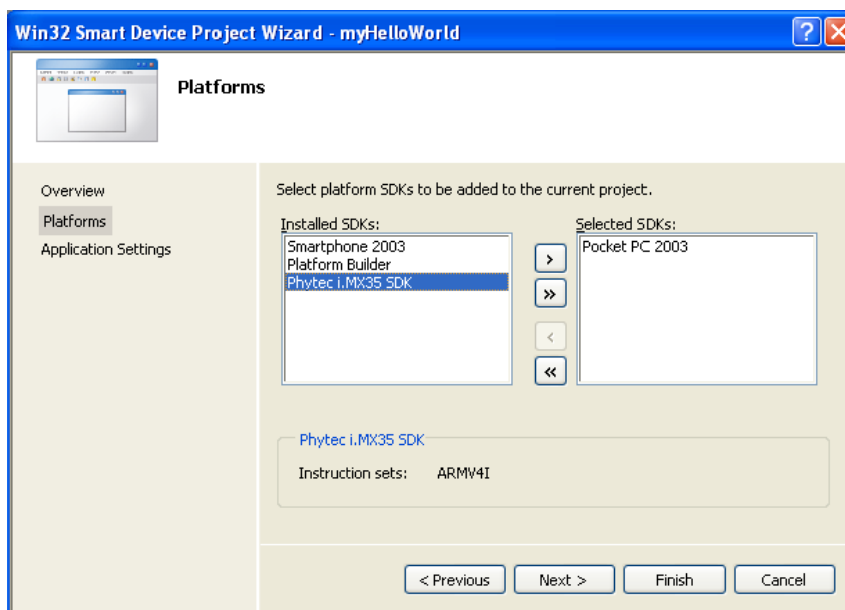 Win32 Smart Device Project Wizard - myHelloWorld
Platforms
Overview
Platforms
Application Settings
Select platform SDKs to be added to the current project.
Installed SDKs:
Smartphone 2003
Platform Builder
Phytec i.MX35 SDK
>
>>
<
<<
Selected SDKs:
Pocket PC 2003
Phytec i.MX35 SDK
Instruction sets: ARMV4I
< Previous
Next >
Finish
Cancel